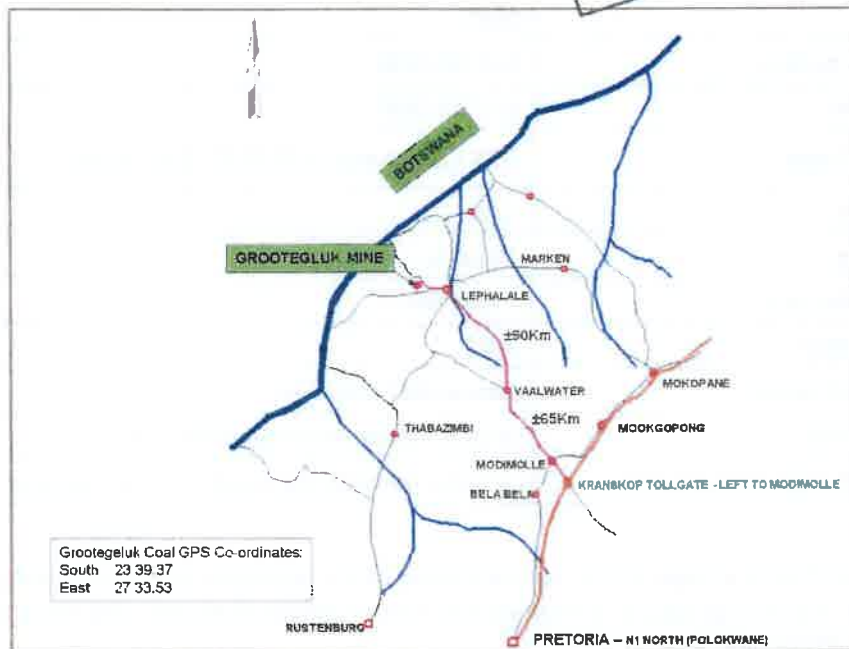 BOTSWANA
GROOTEGLUK MINE
MARKEN
LEPHALALE
±90Km
MOKOPANE
VAALWATER
±65Km
THABAZIMBI
MOOKGOPONG
MODIMOLLE
KRANSKOP TOLLGATE - LEFT TO MODIMOLLE
BELA BELA
Grootegeluk Coal GPS Co-ordinates:
South 23 39.37
East 27 33.53
RUSTENBURG
PRETORIA – N1 NORTH (POLOKWANE)